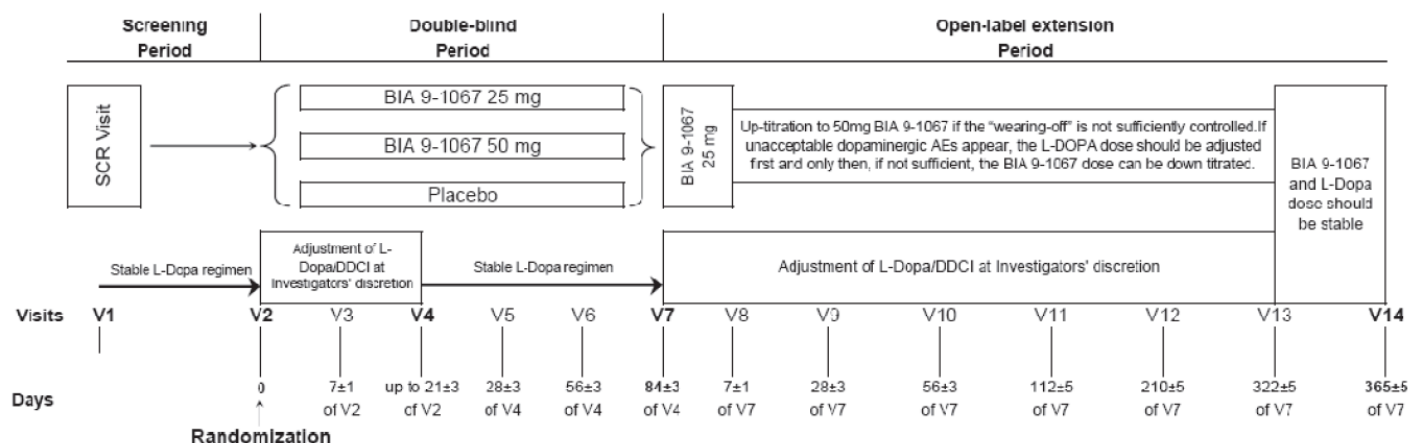 Screening
Period
Double-blind
Period
Open-label extension
Period
SCR Visit
BIA 9-1067 25 mg
BIA 9-1067 50 mg
Placebo
BIA 9-1067
25 mg
Up-titration to 50mg BIA 9-1067 if the "wearing-off" is not sufficiently controlled.If
unacceptable dopaminergic AEs appear, the L-DOPA dose should be adjusted
first and only then, if not sufficient, the BIA 9-1067 dose can be down titrated.
BIA 9-1067
and L-Dopa
dose should
be stable
Stable L-Dopa regimen
Adjustment of L-
Dopa/DDCI at
Investigators' discretion
Stable L-Dopa regimen
Adjustment of L-Dopa/DDCI at Investigators' discretion
Visits V1 V2 V3 V4 V5 V6 V7 V8 V9 V10 V11 V12 V13 V14
Days 0 7±1 up to 21±3 28±3 56±3 84±3 7±1 28±3 56±3 112±5 210±5 322±5 365±5
of V2 of V2 of V4 of V4 of V4 of V7 of V7 of V7 of V7 of V7 of V7 of V7
Randomization